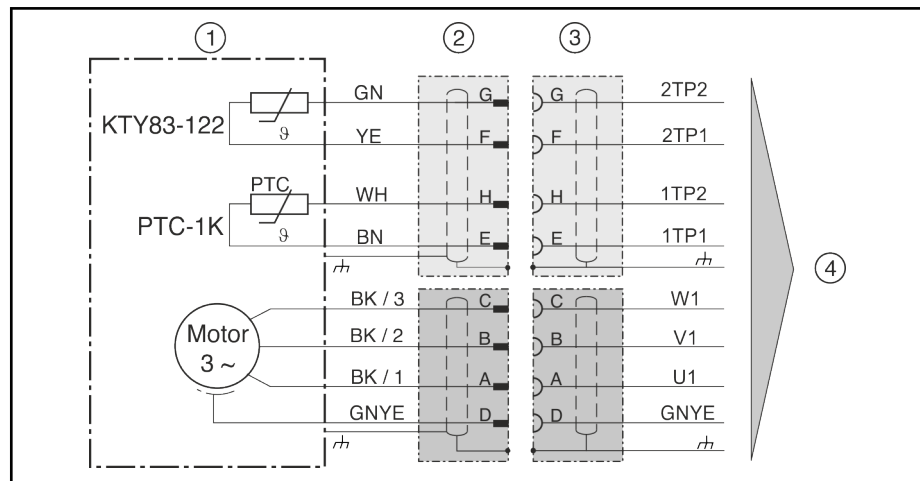 1 2 3
GN G G 2TP2
KTY83-122 ϑ YE F F 2TP1
PTC WH H H 1TP2
PTC-1K ϑ BN E E 1TP1
4
BK / 3 C C W1
Motor 3 ~ BK / 2 B B V1
BK / 1 A A U1
GNYE D D GNYE